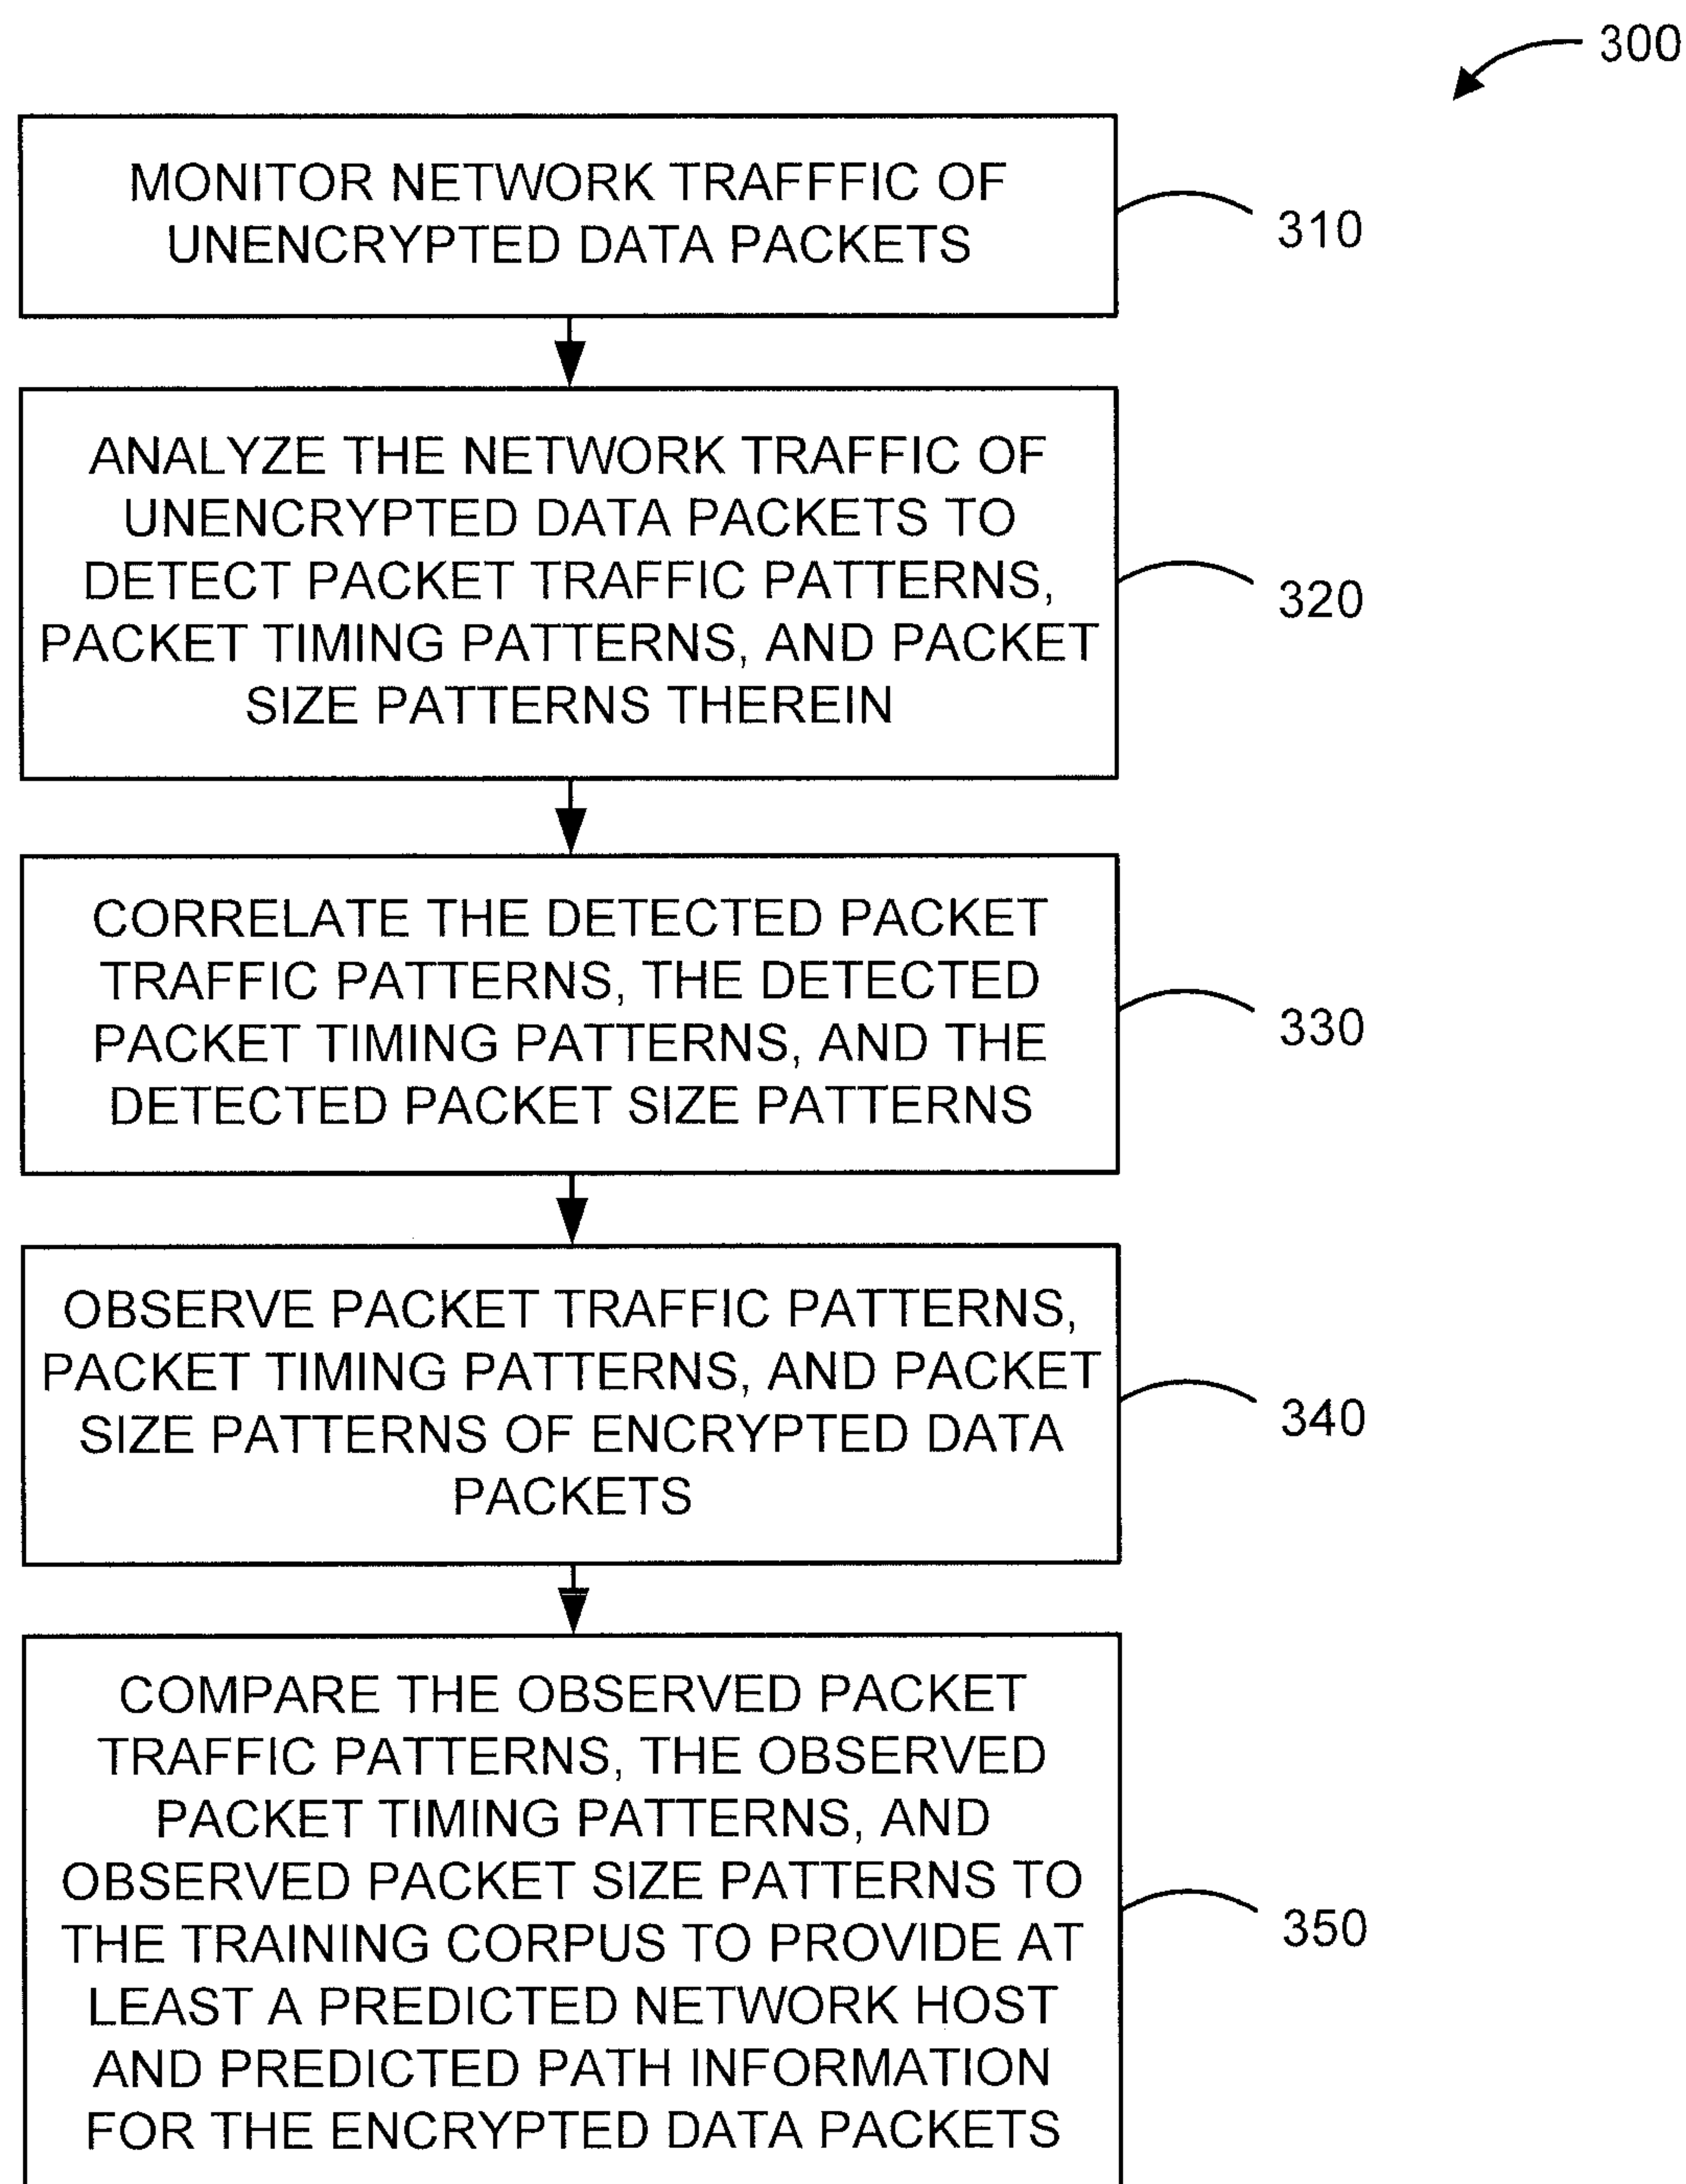 300
MONITOR NETWORK TRAFFFIC OF
UNENCRYPTED DATA PACKETS
310
ANALYZE THE NETWORK TRAFFIC OF
UNENCRYPTED DATA PACKETS TO
DETECT PACKET TRAFFIC PATTERNS,
PACKET TIMING PATTERNS, AND PACKET
SIZE PATTERNS THEREIN
320
CORRELATE THE DETECTED PACKET
TRAFFIC PATTERNS, THE DETECTED
PACKET TIMING PATTERNS, AND THE
DETECTED PACKET SIZE PATTERNS
330
OBSERVE PACKET TRAFFIC PATTERNS,
PACKET TIMING PATTERNS, AND PACKET
SIZE PATTERNS OF ENCRYPTED DATA
PACKETS
340
COMPARE THE OBSERVED PACKET
TRAFFIC PATTERNS, THE OBSERVED
PACKET TIMING PATTERNS, AND
OBSERVED PACKET SIZE PATTERNS TO
THE TRAINING CORPUS TO PROVIDE AT
LEAST A PREDICTED NETWORK HOST
AND PREDICTED PATH INFORMATION
FOR THE ENCRYPTED DATA PACKETS
350